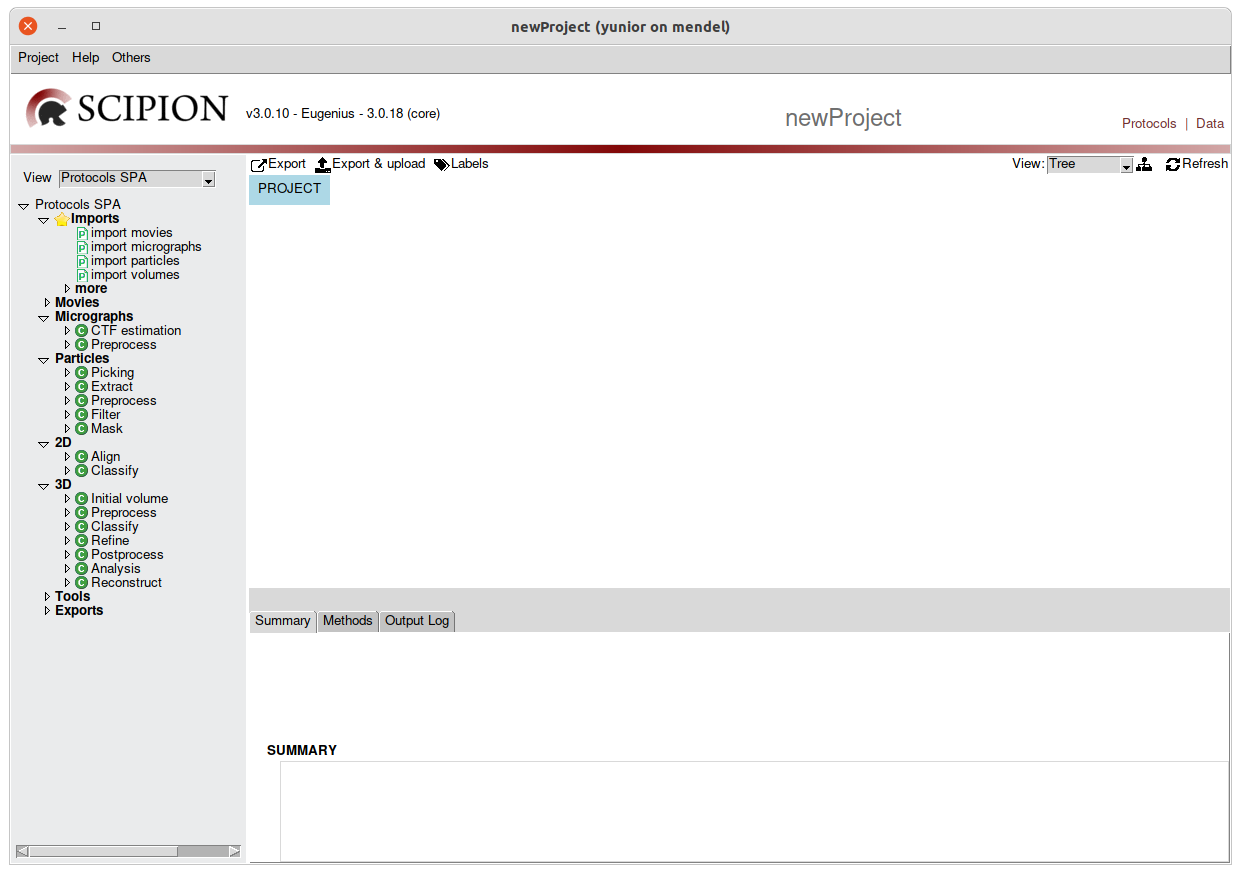 newProject (yunior on mendel)
Project Help Others
SCIPION v3.0.10 - Eugenius - 3.0.18 (core) newProject Protocols | Data
View Protocols SPA
Export Export & upload Labels View: Tree Refresh
PROJECT
Protocols SPA
Imports
import movies
import micrographs
import particles
import volumes
more
Movies
Micrographs
CTF estimation
Preprocess
Particles
Picking
Extract
Preprocess
Filter
Mask
2D
Align
Classify
3D
Initial volume
Preprocess
Classify
Refine
Postprocess
Analysis
Reconstruct
Tools
Exports
Summary Methods Output Log
SUMMARY